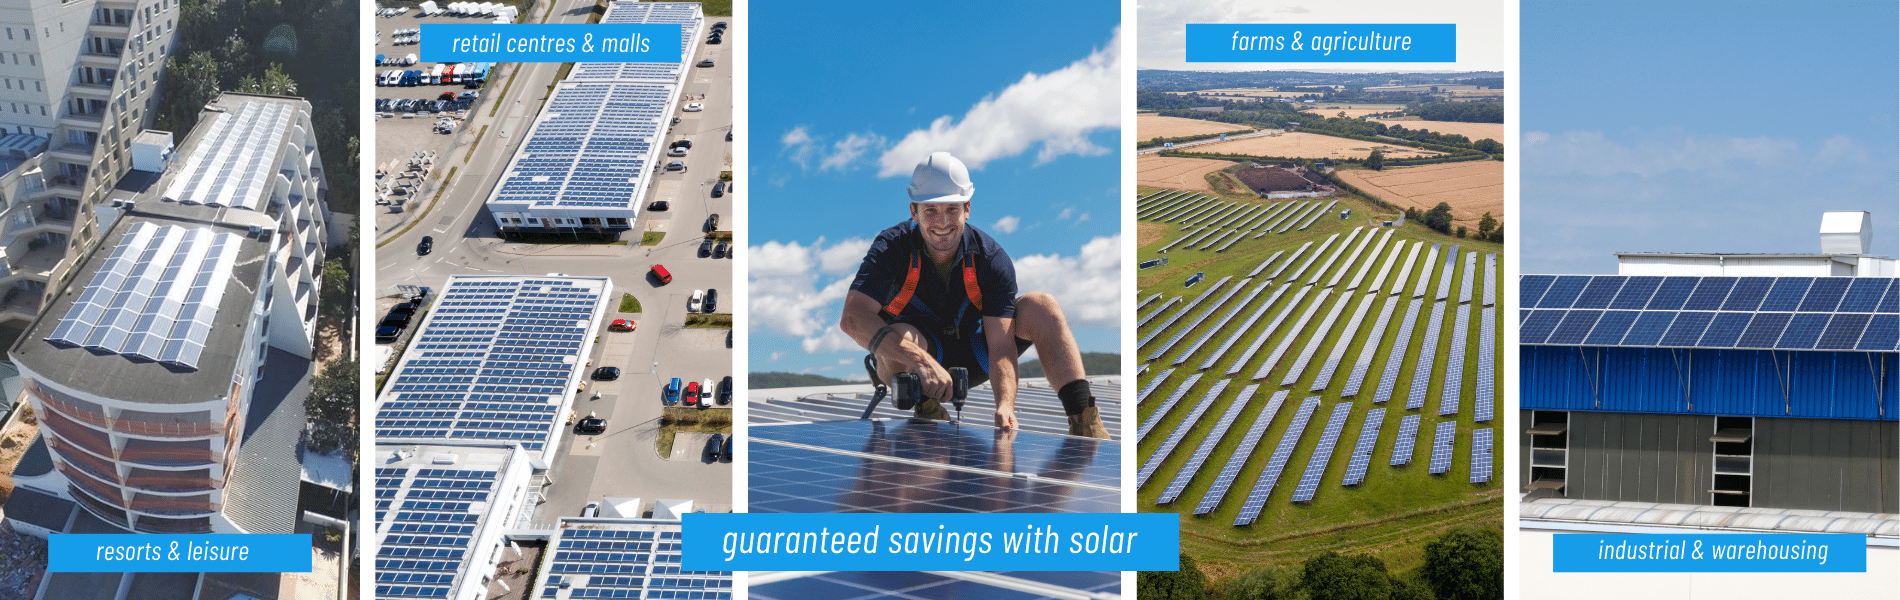 retail centres & malls
farms & agriculture
guaranteed savings with solar
resorts & leisure
industrial & warehousing